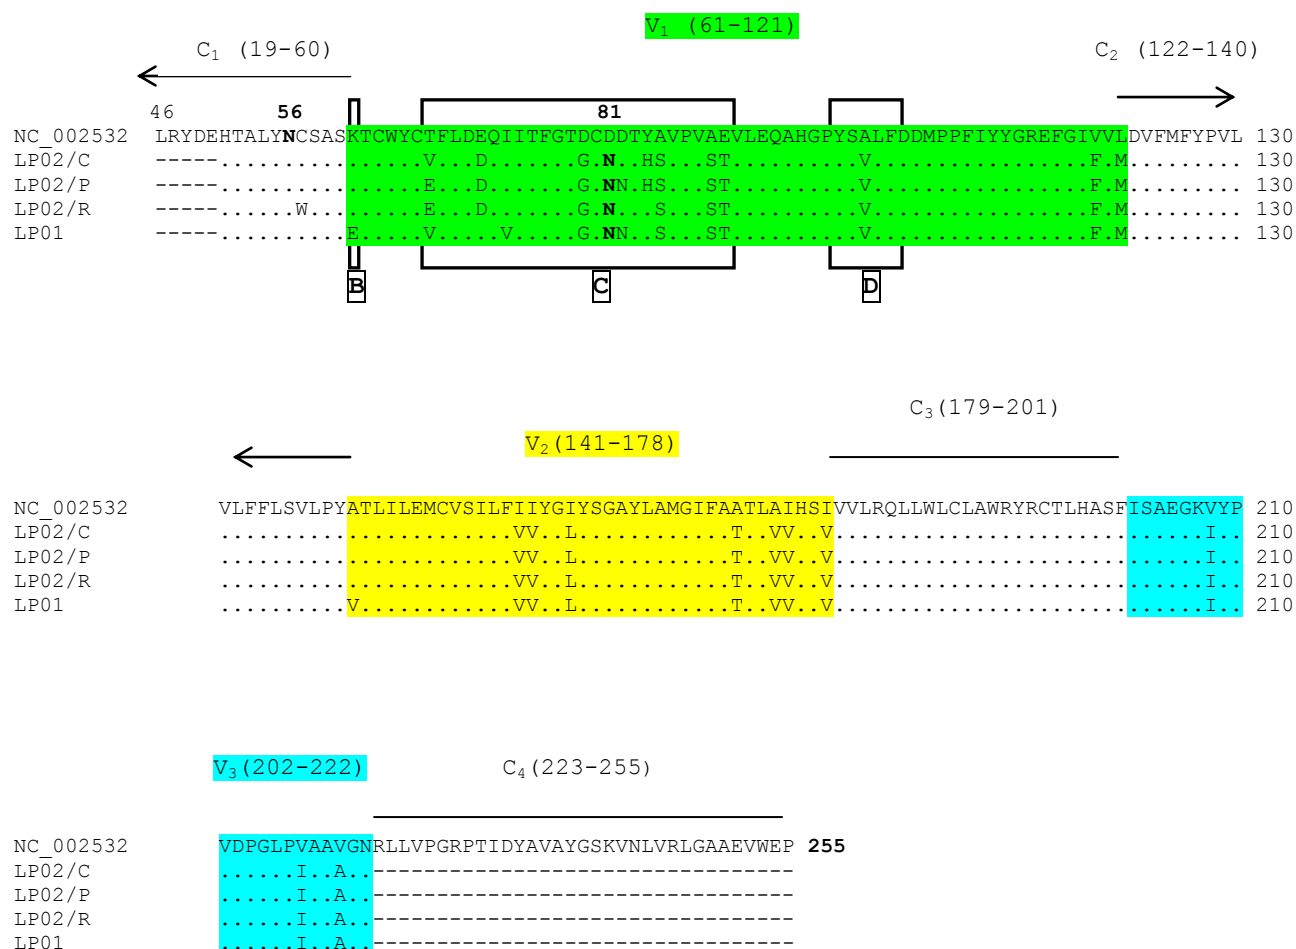 V1 (61-121)
C1 (19-60)
C2 (122-140)
46 56 81
NC_002532 LRYDEHTALYNCSASKTCWYCTFLDEQIITFGTDCDDTYAVPVAEVLEQAHGPYSALFDDMPPFIYYGREFGIVVLDVFMFYPVL 130
LP02/C -----................V...D.......G.N..HS...ST..........V.................F.M......... 130
LP02/P -----................E...D.......G.NN.HS...ST..........V.................F.M......... 130
LP02/R -----......W.........E...D.......G.N...S...ST..........V.................F.M......... 130
LP01 -----..........E.....V.....V.....G.NN..S...ST..........V.................F.M......... 130
B C D
C3(179-201)
V2(141-178)
NC_002532 VLFFLSVLPYATLILEMCVSILFIIYGIYSGAYLAMGIFAATLAIHSIVVLRQLLWLCLAWRYRCTLHASFISAEGKVYP 210
LP02/C .......................VV..L............T..VV..V.............................I.. 210
LP02/P .......................VV..L............T..VV..V.............................I.. 210
LP02/R .......................VV..L............T..VV..V.............................I.. 210
LP01 ..........V............VV..L............T..VV..V.............................I.. 210
V3(202-222) C4(223-255)
NC_002532 VDPGLPVAAVGNRLLVPGRPTIDYAVAYGSKVNLVRLGAAEVWEP 255
LP02/C ......I..A..---------------------------------
LP02/P ......I..A..---------------------------------
LP02/R ......I..A..---------------------------------
LP01 ......I..A..---------------------------------